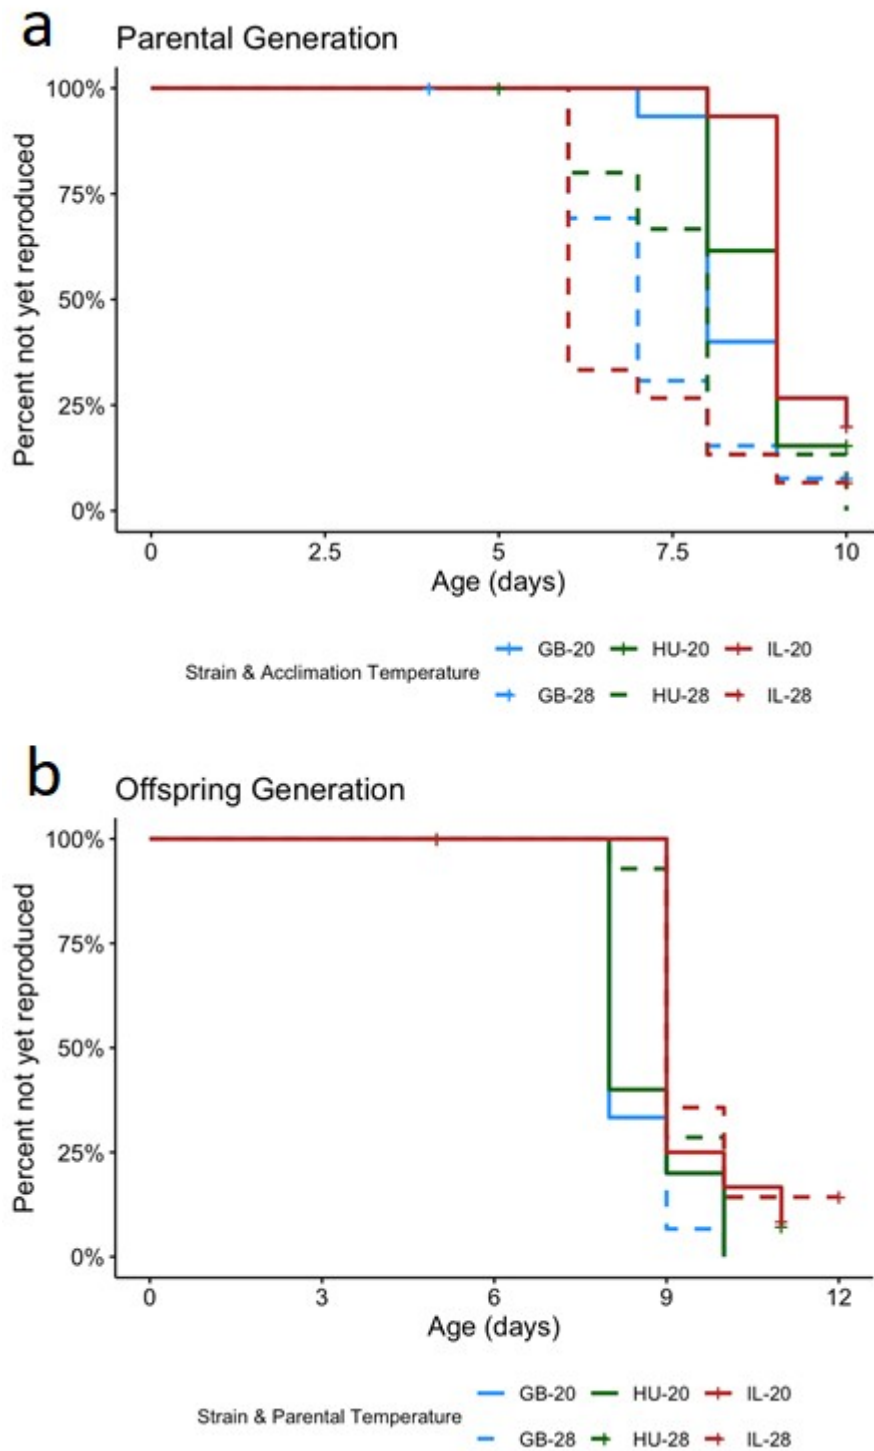 a
Parental Generation
Percent not yet reproduced
100%
75%
50%
25%
0%
0 2.5 5 7.5 10
Age (days)
Strain & Acclimation Temperature
GB-20 HU-20 IL-20
GB-28 HU-28 IL-28
b
Offspring Generation
Percent not yet reproduced
100%
75%
50%
25%
0%
0 3 6 9 12
Age (days)
Strain & Parental Temperature
GB-20 HU-20 IL-20
GB-28 HU-28 IL-28